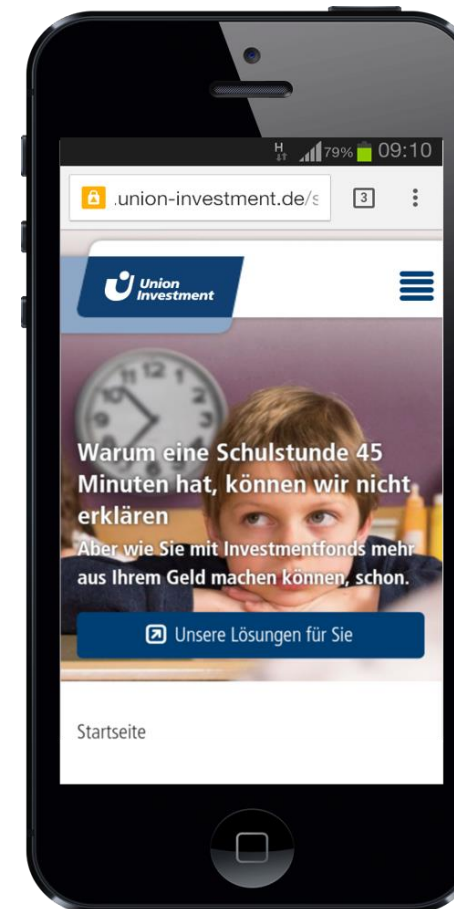 H
79%
09:10
.union-investment.de/s
3
Union
Investment
12
Warum eine Schulstunde 45
Minuten hat, können wir nicht
erklären
Aber wie Sie mit Investmentfonds mehr
aus Ihrem Geld machen können, schon.
Unsere Lösungen für Sie
Startseite